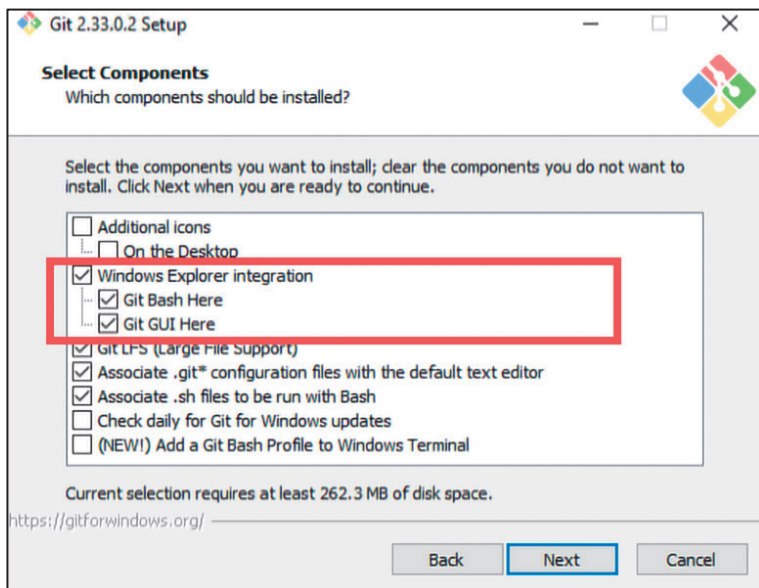 Git 2.33.0.2 Setup
Select Components
Which components should be installed?
Select the components you want to install; clear the components you do not want to
install. Click Next when you are ready to continue.
Additional icons
On the Desktop
Windows Explorer integration
Git Bash Here
Git GUI Here
Git LFS (Large File Support)
Associate .git* configuration files with the default text editor
Associate .sh files to be run with Bash
Check daily for Git for Windows updates
(NEW!) Add a Git Bash Profile to Windows Terminal
Current selection requires at least 262.3 MB of disk space.
https://gitforwindows.org/
Back Next Cancel